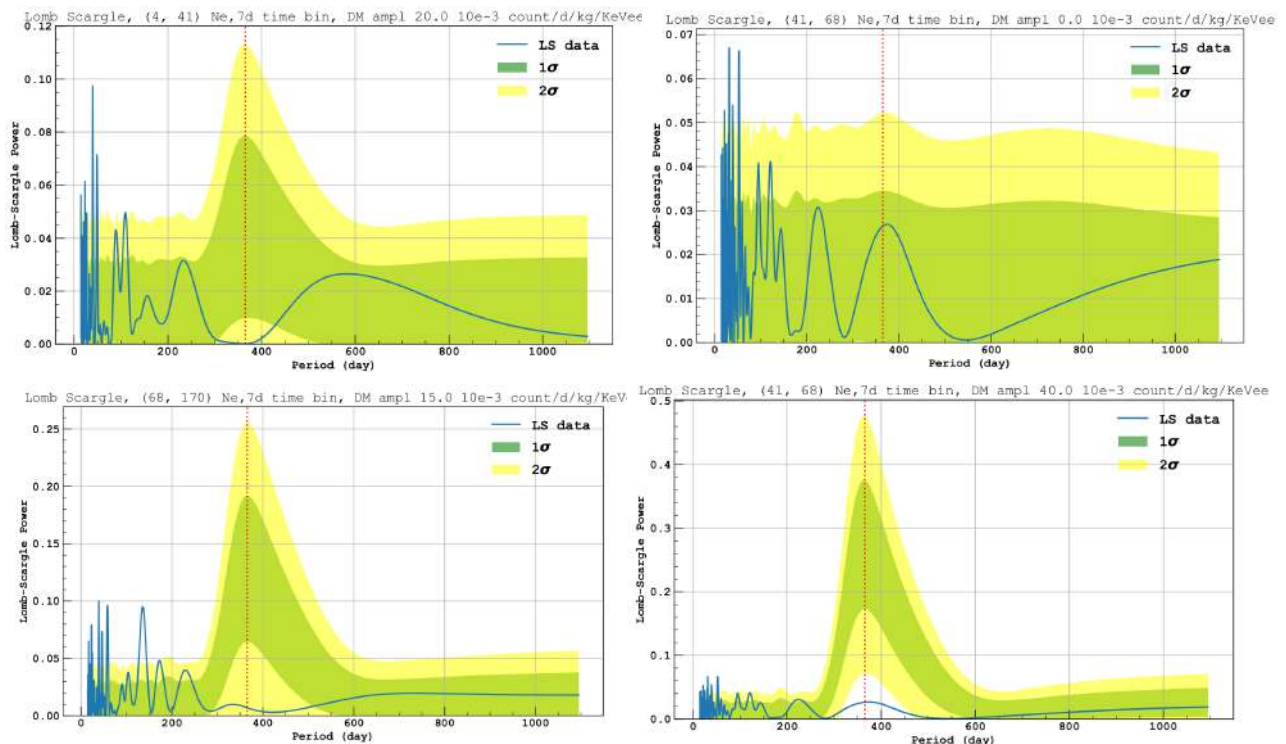 Lomb Scargle, (4, 41) Ne,7d time bin, DM ampl 20.0 10e-3 count/d/kg/KeVee
0.12
0.10
0.08
0.06
0.04
0.02
0.00
Lomb-Scargle Power
LS data
1σ
2σ
0 200 400 600 800 1000
Period (day)
Lomb Scargle, (41, 68) Ne,7d time bin, DM ampl 0.0 10e-3 count/d/kg/KeVee
0.07
0.06
0.05
0.04
0.03
0.02
0.01
0.00
Lomb-Scargle Power
LS data
1σ
2σ
0 200 400 600 800 1000
Period (day)
Lomb Scargle, (68, 170) Ne,7d time bin, DM ampl 15.0 10e-3 count/d/kg/KeV
0.25
0.20
0.15
0.10
0.05
0.00
Lomb-Scargle Power
LS data
1σ
2σ
0 200 400 600 800 1000
Period (day)
Lomb Scargle, (41, 68) Ne,7d time bin, DM ampl 40.0 10e-3 count/d/kg/KeVee
0.5
0.4
0.3
0.2
0.1
0.0
Lomb-Scargle Power
LS data
1σ
2σ
0 200 400 600 800 1000
Period (day)